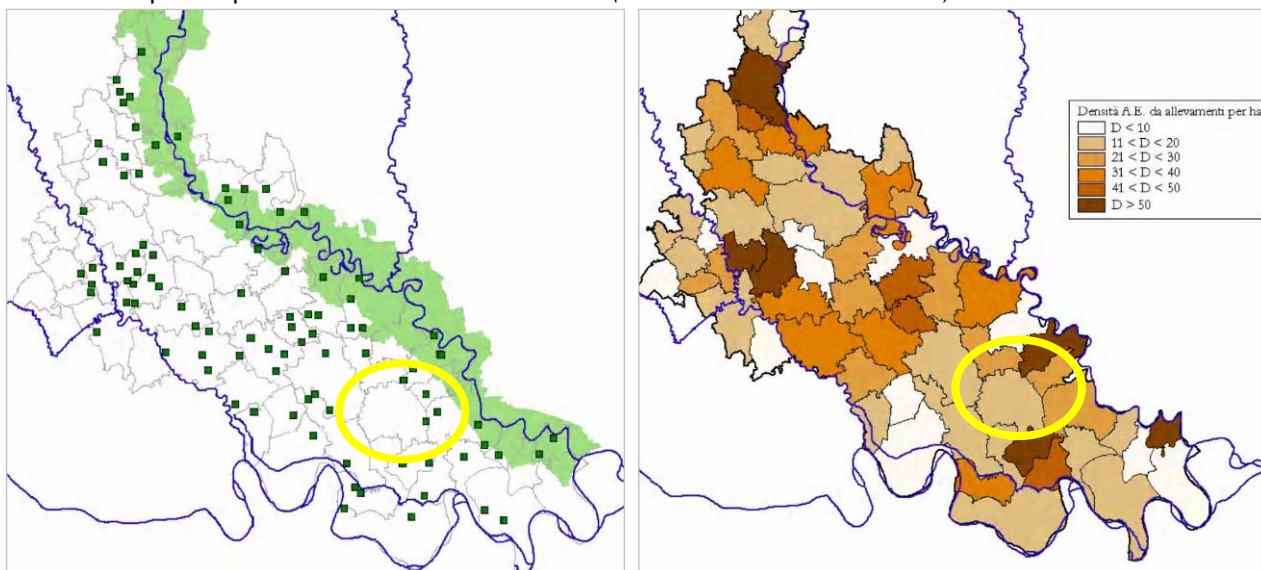 Densità A.E. da allevamenti per ha
D < 10
11 < D < 20
21 < D < 30
31 < D < 40
41 < D < 50
D > 50